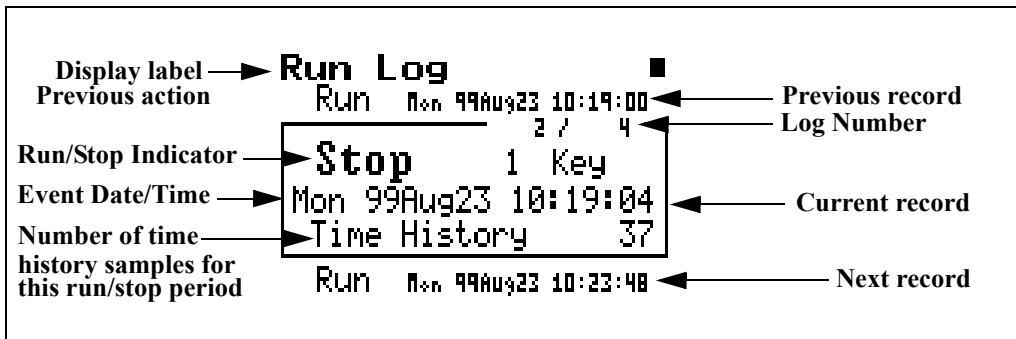 Display label
Run Log
Previous action
Run Mon 99Aug23 10:19:00
Previous record
2 / 4
Log Number
Run/Stop Indicator
Stop 1 Key
Event Date/Time
Mon 99Aug23 10:19:04
Current record
Number of time
history samples for
this run/stop period
Time History 37
Run Mon 99Aug23 10:23:48
Next record